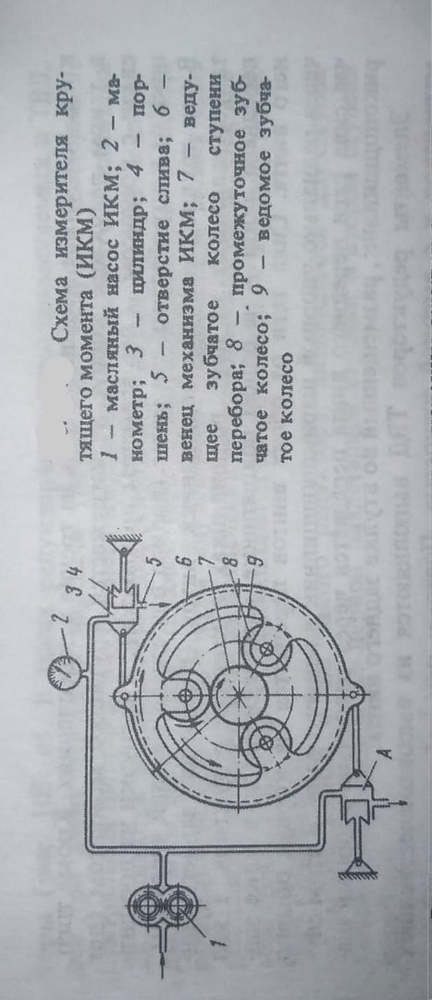 Схема измерителя кру-
тящего момента (ИКМ)
1 – масляный насос ИКМ; 2 – ма-
нометр; 3 – цилиндр; 4 – пор-
шень; 5 – отверстие слива; 6 –
венец механизма ИКМ; 7 – веду-
щее зубчатое колесо ступени
перебора; 8 – промежуточное зуб-
чатое колесо; 9 – ведомое зубча-
тое колесо
2
3 4
5
6
7
8
9
А
1